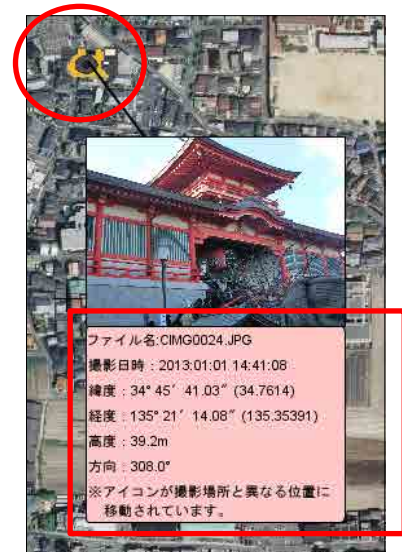 ファイル名:CIMG0024.JPG
撮影日時：2013:01:01 14:41:08
緯度：34° 45′ 41.03″ (34.7614)
経度：135° 21′ 14.08″ (135.35391)
高度：39.2m
方向：308.0°
※アイコンが撮影場所と異なる位置に
移動されています。